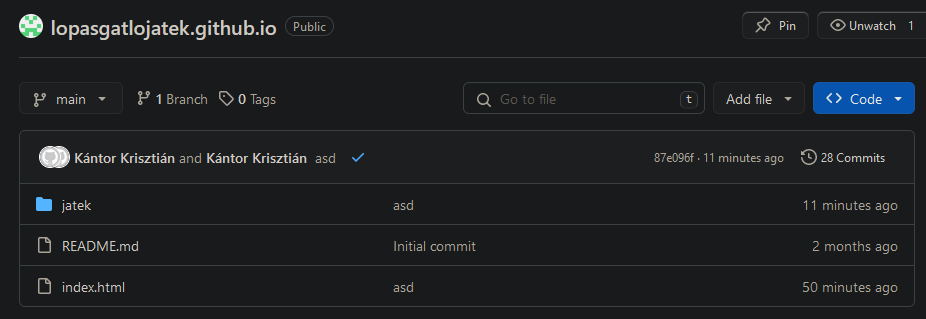 lopasgatlojatek.github.io Public Pin Unwatch 1
main 1 Branch 0 Tags Go to file t Add file Code
Kántor Krisztián and Kántor Krisztián asd 87e096f · 11 minutes ago 28 Commits
jatek asd 11 minutes ago
README.md Initial commit 2 months ago
index.html asd 50 minutes ago